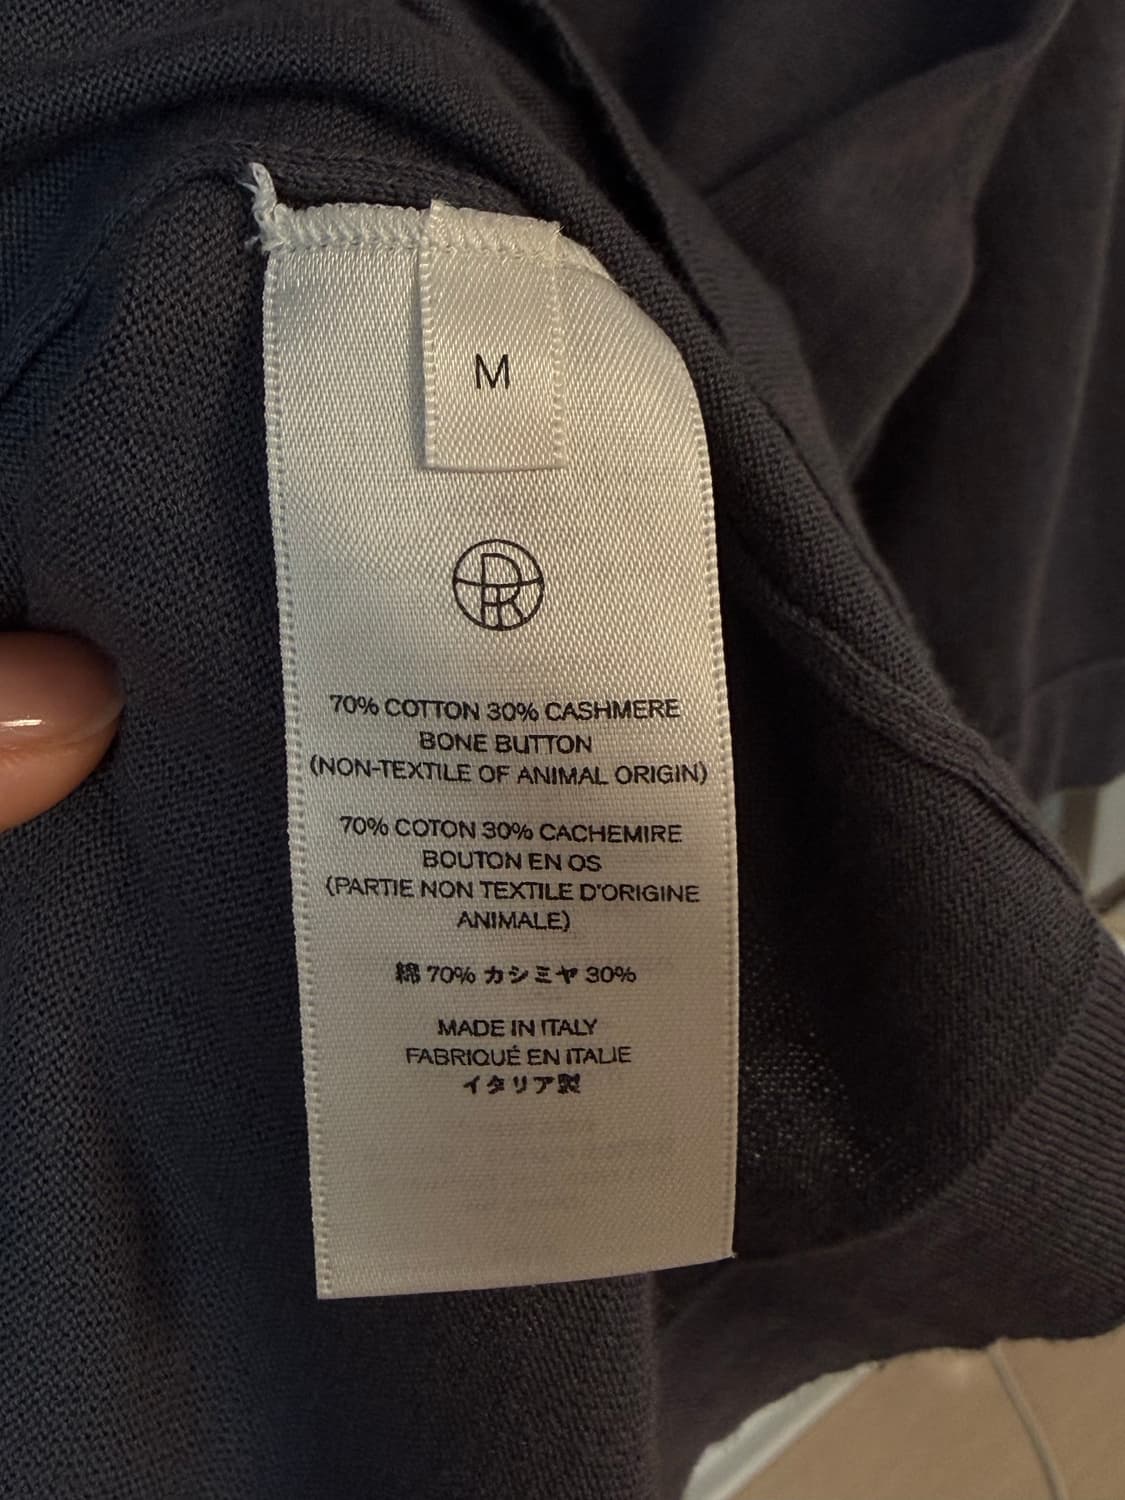 M
DR
70% COTTON 30% CASHMERE
BONE BUTTON
(NON-TEXTILE OF ANIMAL ORIGIN)
70% COTON 30% CACHEMIRE
BOUTON EN OS
(PARTIE NON TEXTILE D'ORIGINE
ANIMALE)
綿 70% カシミヤ 30%
MADE IN ITALY
FABRIQUÉ EN ITALIE
イタリア製